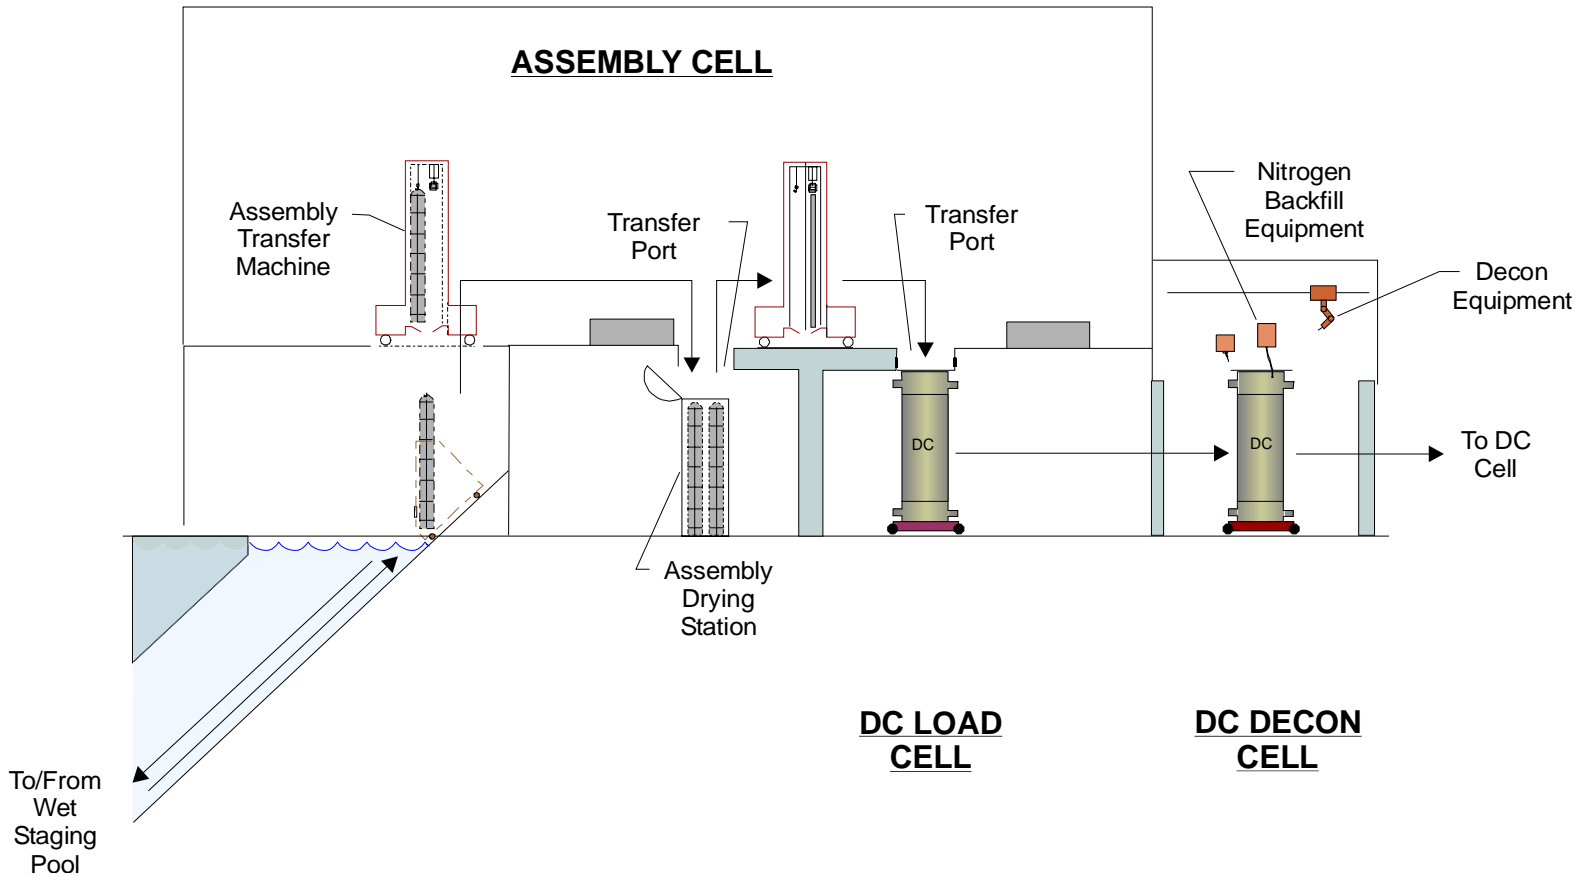 ASSEMBLY CELL
Assembly
Transfer
Machine
Transfer
Port
Transfer
Port
Nitrogen
Backfill
Equipment
Decon
Equipment
DC
DC
To DC
Cell
Assembly
Drying
Station
DC LOAD
CELL
DC DECON
CELL
To/From
Wet
Staging
Pool